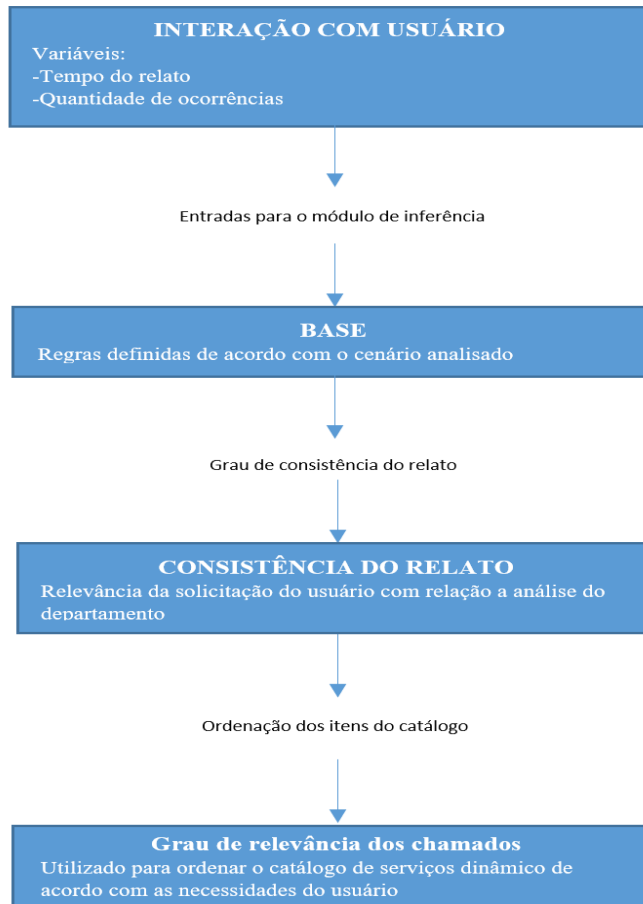 INTERAÇÃO COM USUÁRIO
Variáveis:
-Tempo do relato
-Quantidade de ocorrências
Entradas para o módulo de inferência
BASE
Regras definidas de acordo com o cenário analisado
Grau de consistência do relato
CONSISTÊNCIA DO RELATO
Relevância da solicitação do usuário com relação a análise do
departamento
Ordenação dos itens do catálogo
Grau de relevância dos chamados
Utilizado para ordenar o catálogo de serviços dinâmico de
acordo com as necessidades do usuário